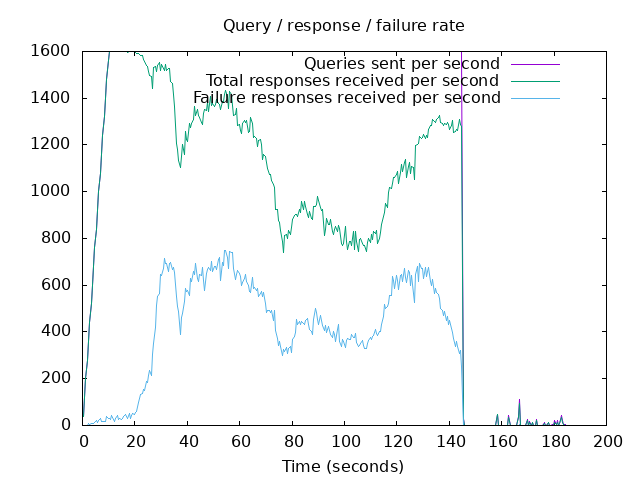 Query / response / failure rate
Queries sent per second
Total responses received per second
Failure responses received per second
1600
1400
1200
1000
800
600
400
200
0
0 20 40 60 80 100 120 140 160 180 200
Time (seconds)